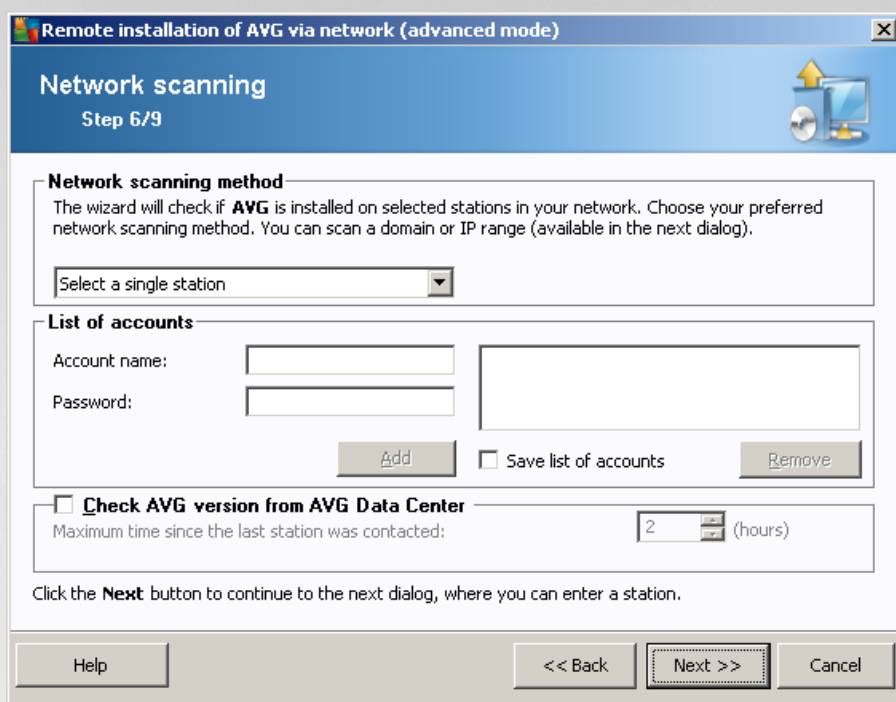 Remote installation of AVG via network (advanced mode)
Network scanning
Step 6/9
Network scanning method
The wizard will check if AVG is installed on selected stations in your network. Choose your preferred
network scanning method. You can scan a domain or IP range (available in the next dialog).
Select a single station
List of accounts
Account name:
Password:
Add
Save list of accounts
Remove
Check AVG version from AVG Data Center
Maximum time since the last station was contacted:
2
(hours)
Click the Next button to continue to the next dialog, where you can enter a station.
Help
<< Back
Next >>
Cancel